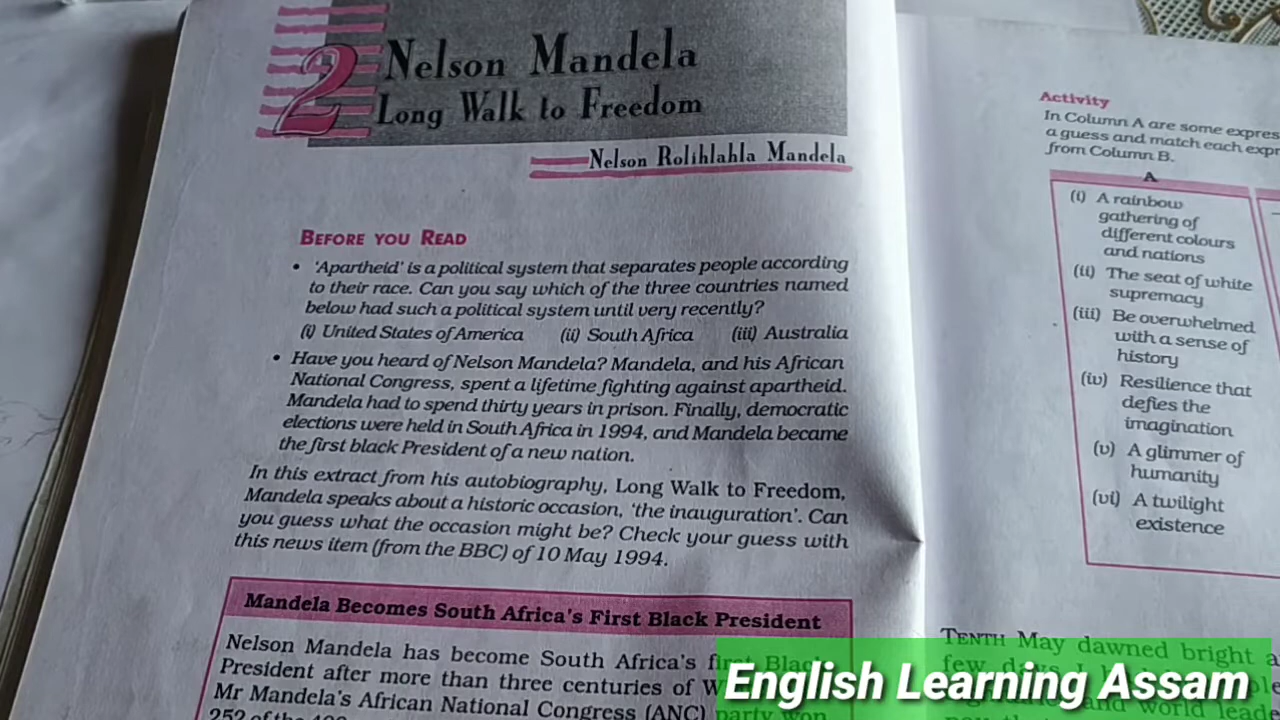 2
Nelson Mandela
Long Walk to Freedom
Nelson Rolihlahla Mandela
BEFORE YOU READ
• 'Apartheid' is a political system that separates people according
to their race. Can you say which of the three countries named
below had such a political system until very recently?
(i) United States of America (ii) South Africa (iii) Australia
• Have you heard of Nelson Mandela? Mandela, and his African
National Congress, spent a lifetime fighting against apartheid.
Mandela had to spend thirty years in prison. Finally, democratic
elections were held in South Africa in 1994, and Mandela became
the first black President of a new nation.
In this extract from his autobiography, Long Walk to Freedom,
Mandela speaks about a historic occasion, 'the inauguration'. Can
you guess what the occasion might be? Check your guess with
this news item (from the BBC) of 10 May 1994.
Mandela Becomes South Africa's First Black President
Nelson Mandela has become South Africa's first Black
President after more than three centuries of
Mr Mandela's African National Congress (ANC) party won
252 of the
Activity
In Column A are some
a guess and match each
from Column B.
A
(i) A rainbow
gathering of
different colours
and nations
(ii) The seat of white
supremacy
(iii) Be overwhelmed
with a sense of
history
(iv) Resilience that
defies the
imagination
(v) A glimmer of
humanity
(vi) A twilight
existence
TENTH May dawned bright
few days I
and world
English Learning Assam